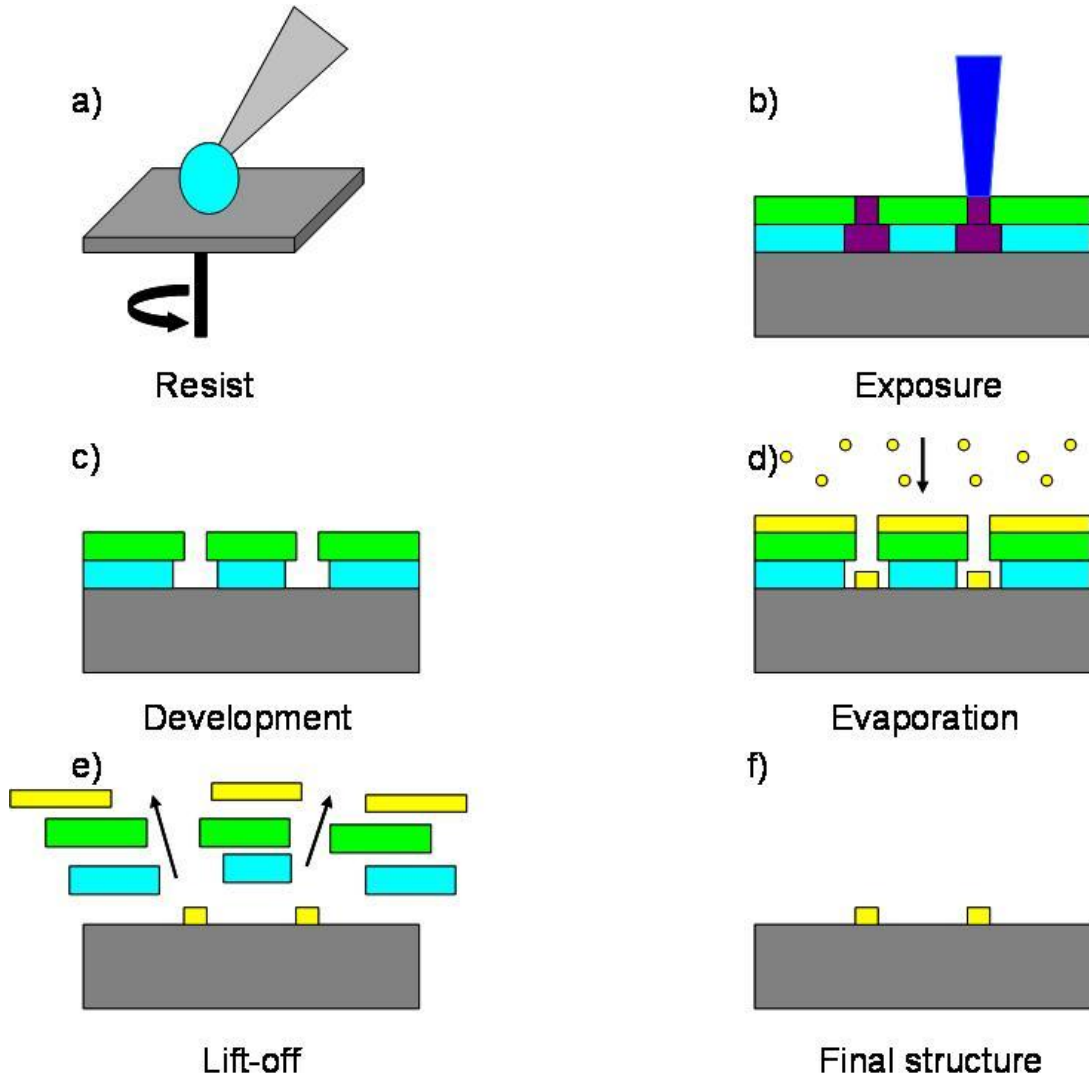 a)
Resist
b)
Exposure
c)
Development
d)
Evaporation
e)
Lift-off
f)
Final structure